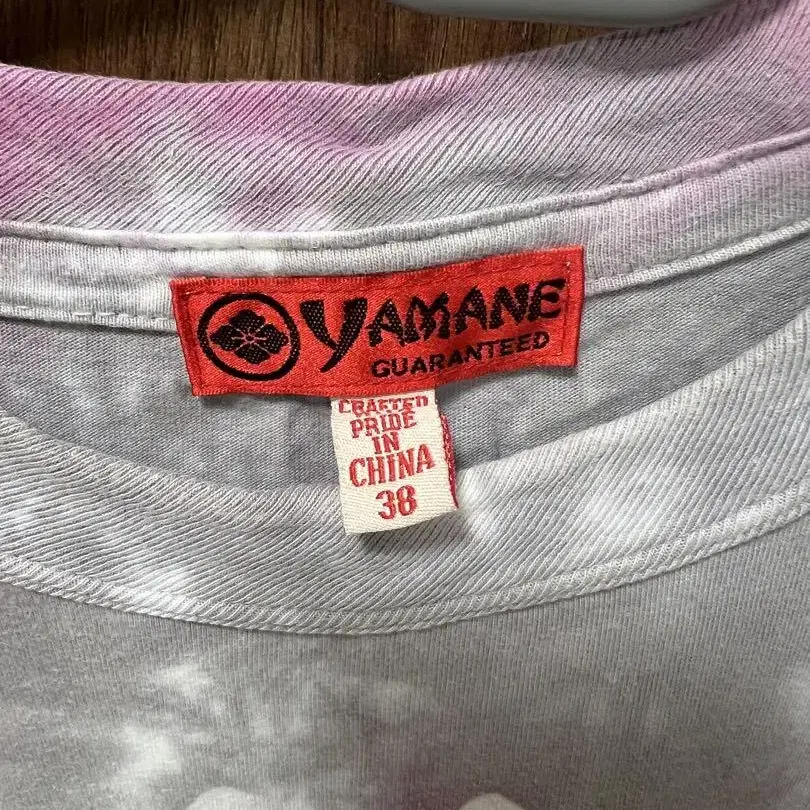 YAMANE
GUARANTEED
CRAFTED
PRIDE
IN
CHINA
38